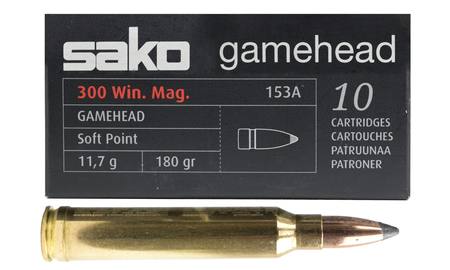 sako gamehead
300 Win. Mag. 153A
GAMEHEAD
Soft Point
11,7 g 180 gr
10
CARTRIDGES
CARTOUCHES
PATRUUNAA
PATRONER